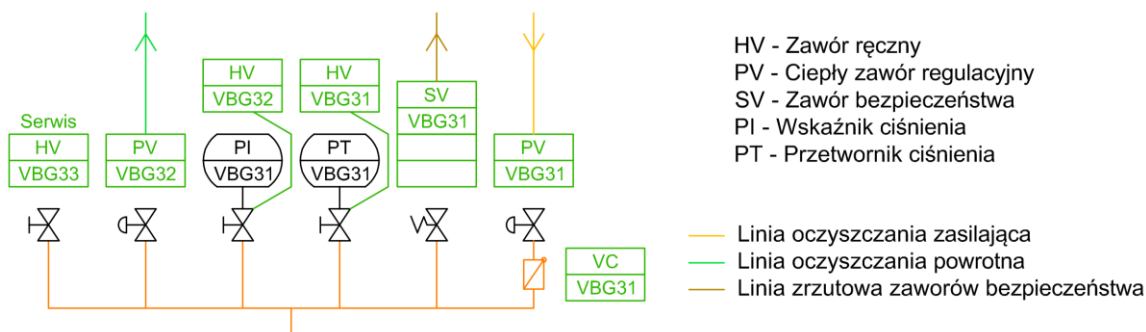 HV
VBG32
HV
VBG31
SV
VBG31
Serwis
HV
VBG33
PV
VBG32
PI
VBG31
PT
VBG31
PV
VBG31
VC
VBG31
HV - Zawór ręczny
PV - Ciepły zawór regulacyjny
SV - Zawór bezpieczeństwa
PI - Wskaźnik ciśnienia
PT - Przetwornik ciśnienia
Linia oczyszczania zasilająca
Linia oczyszczania powrotna
Linia zrzutowa zaworów bezpieczeństwa